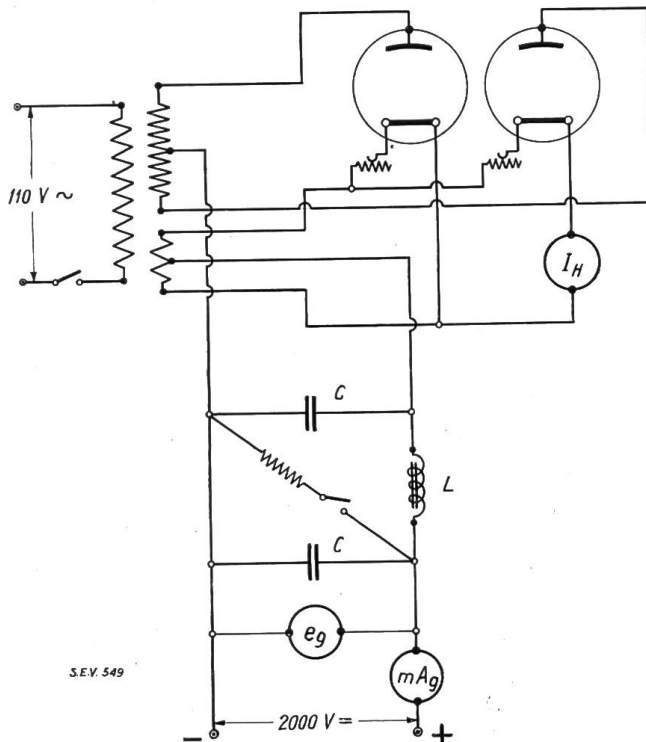 110 V ~
I_H
C
L
C
e_g
S.E.V. 549
mA_g
2000 V =
− +